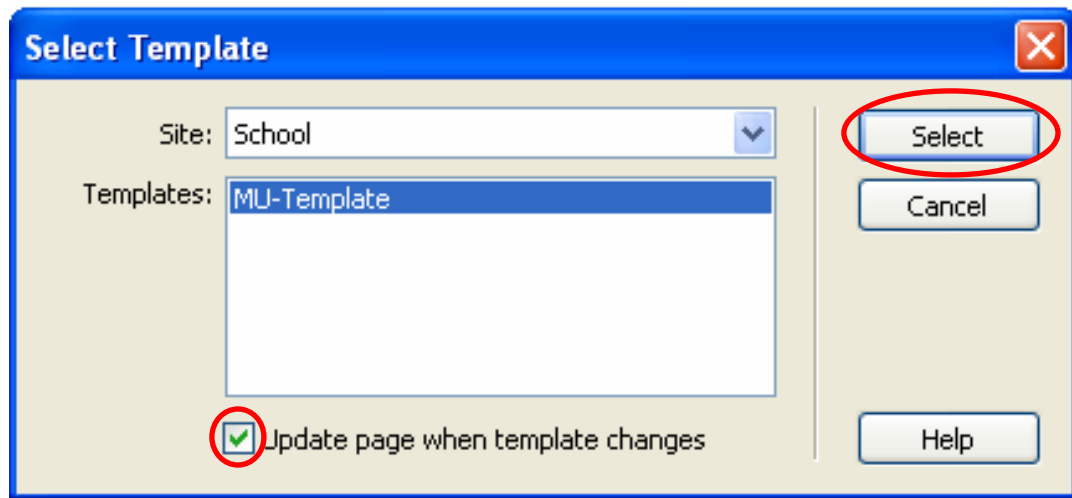 Select Template
Site: School
Select
Templates: MU-Template
Cancel
Update page when template changes
Help